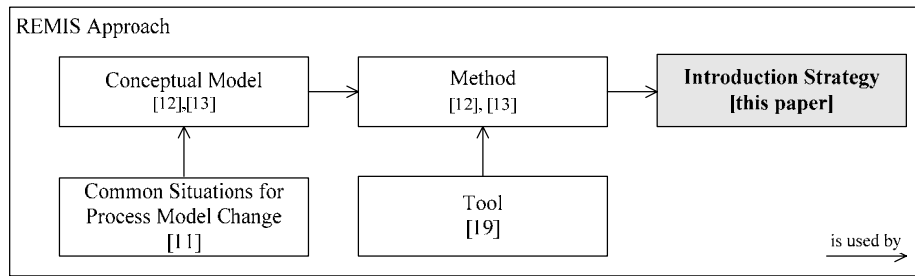 REMIS Approach
Conceptual Model
[12],[13]
Method
[12], [13]
Introduction Strategy
[this paper]
Common Situations for
Process Model Change
[11]
Tool
[19]
is used by